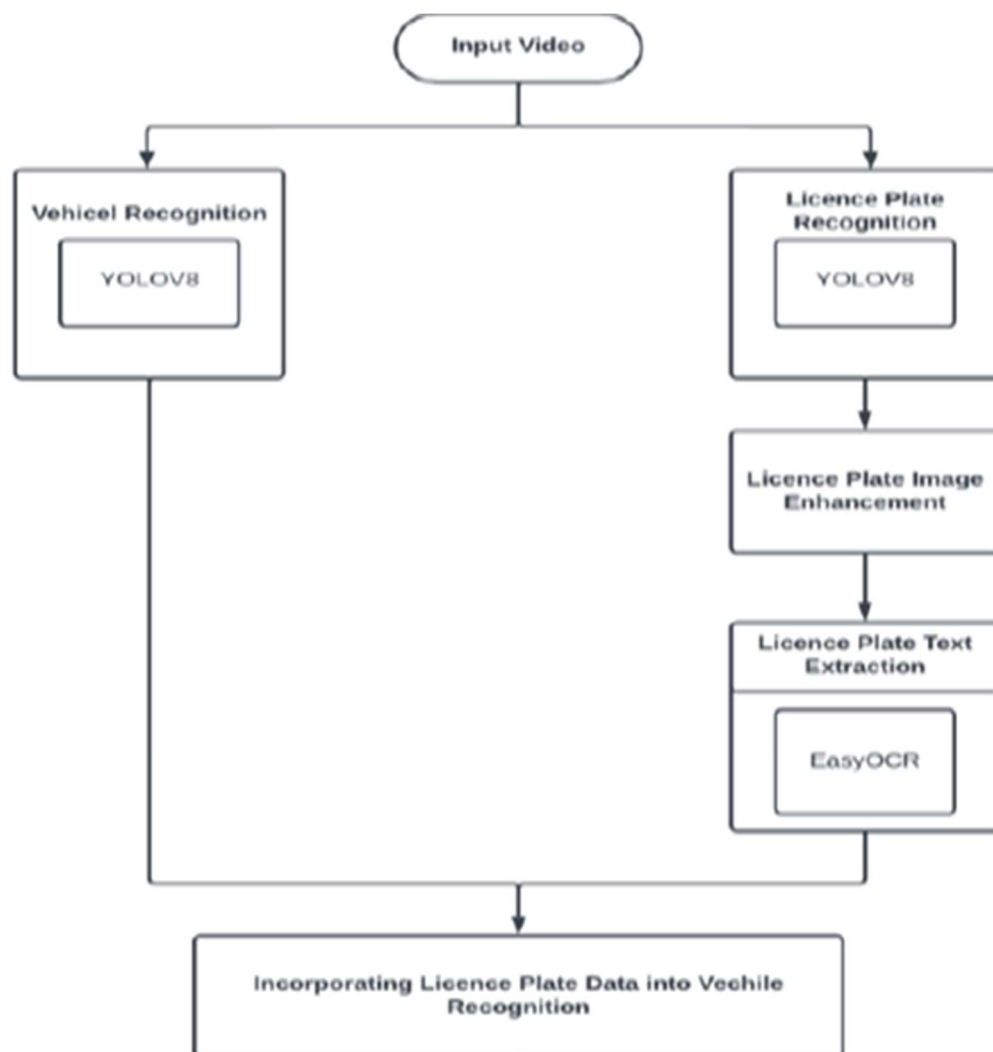 Input Video
Vehicel Recognition
YOLOV8
Licence Plate
Recognition
YOLOV8
Licence Plate Image
Enhancement
Licence Plate Text
Extraction
EasyOCR
Incorporating Licence Plate Data into Vechile
Recognition